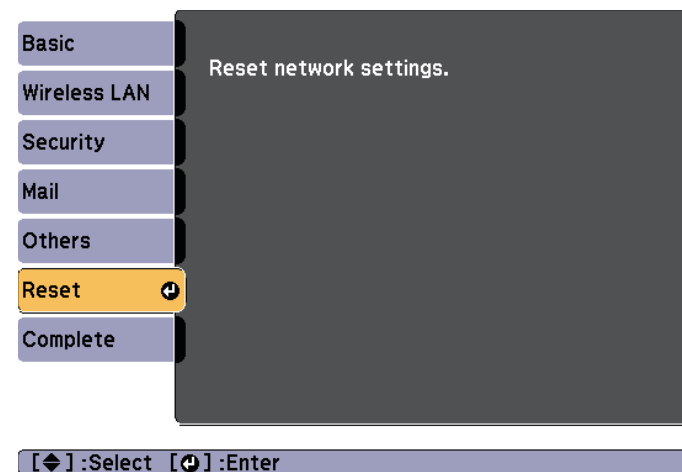 Basic
Reset network settings.
Wireless LAN
Security
Mail
Others
Reset
Complete
[◆] :Select [⏎] :Enter